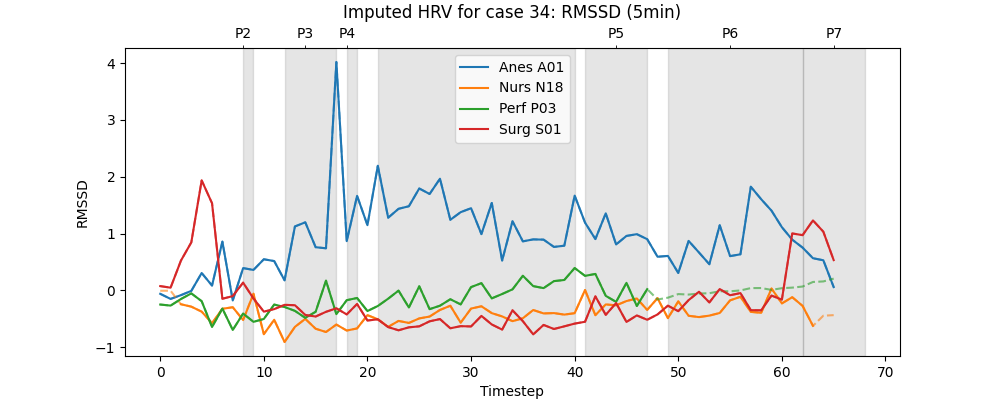 Imputed HRV for case 34: RMSSD (5min)
P2 P3 P4 P5 P6 P7
Anes A01
Nurs N18
Perf P03
Surg S01
4
3
2
1
0
−1
RMSSD
0 10 20 30 40 50 60 70
Timestep